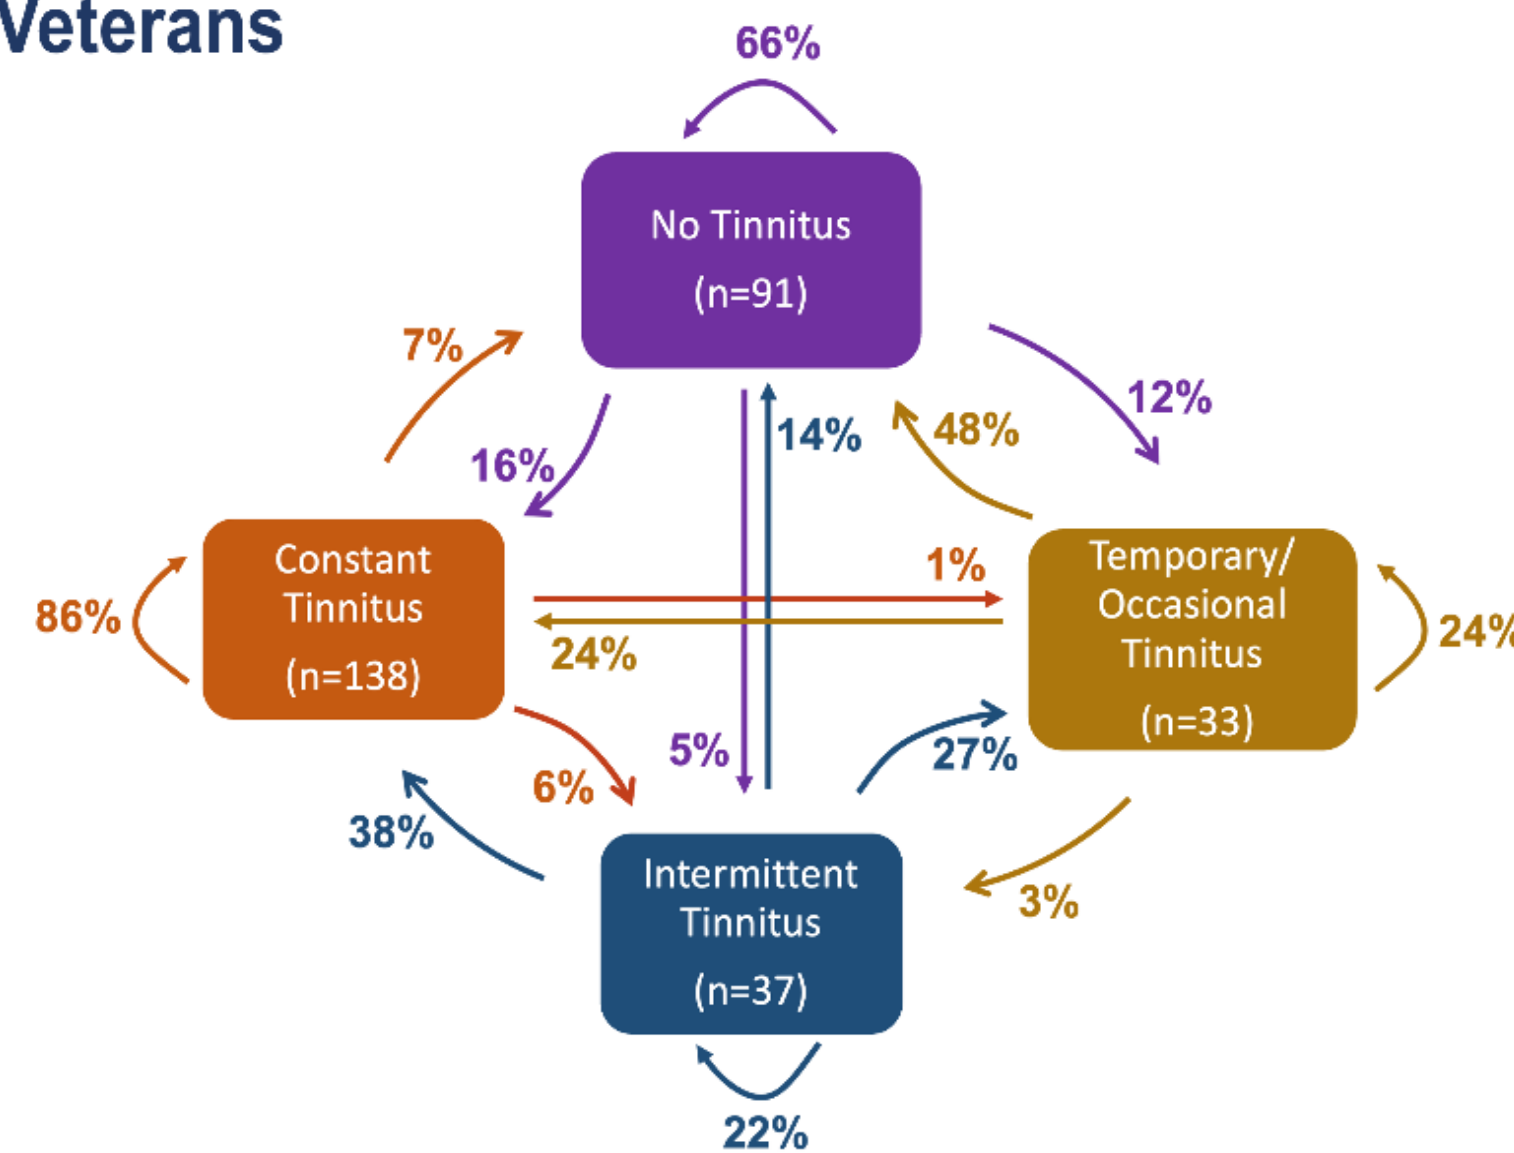 Veterans
66%
No Tinnitus
(n=91)
7%
12%
48%
14%
16%
Constant
Tinnitus
(n=138)
86%
1%
24%
Temporary/
Occasional
Tinnitus
(n=33)
24%
5%
27%
6%
38%
3%
Intermittent
Tinnitus
(n=37)
22%